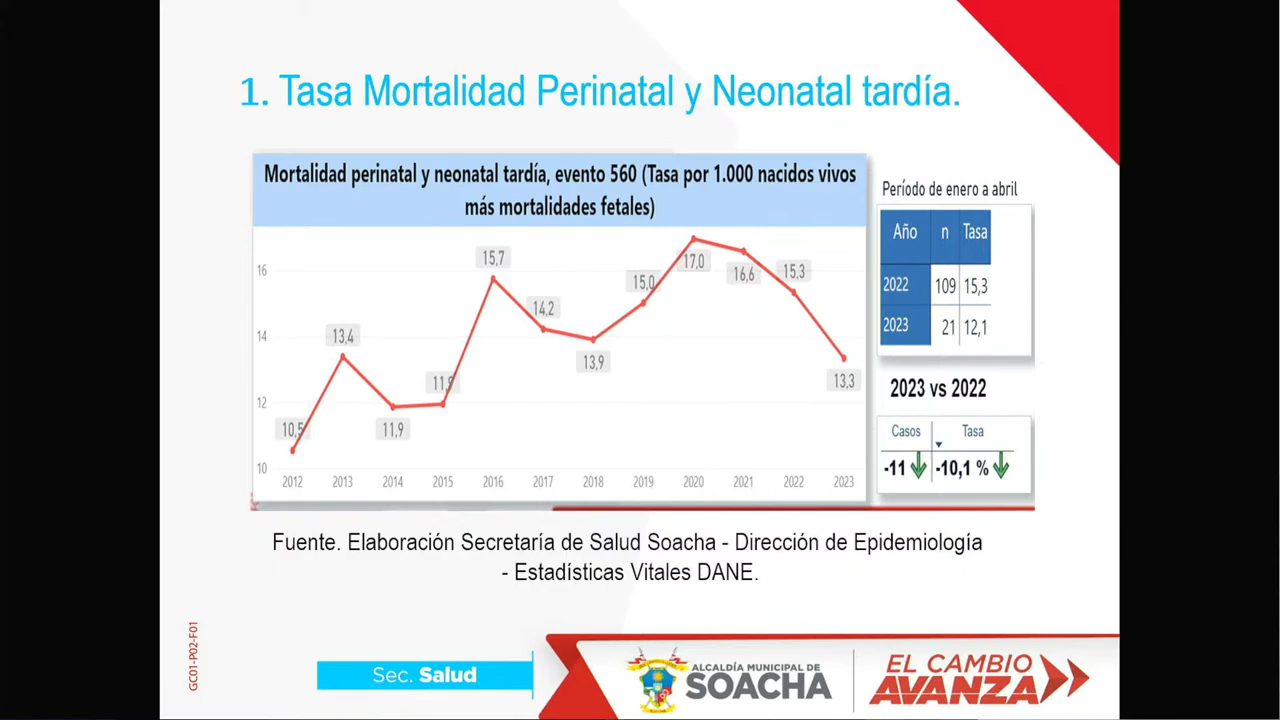 1. Tasa Mortalidad Perinatal y Neonatal tardía.
Mortalidad perinatal y neonatal tardía, evento 560 (Tasa por 1.000 nacidos vivos
más mortalidades fetales)
16
14
12
10
10,5
13,4
11,9
11,9
15,7
14,2
13,9
15,0
17,0
16,6
15,3
13,3
2012 2013 2014 2015 2016 2017 2018 2019 2020 2021 2022 2023
Período de enero a abril
Año n Tasa
2022 109 15,3
2023 21 12,1
2023 vs 2022
Casos Tasa
-11 -10,1 %
Fuente. Elaboración Secretaría de Salud Soacha - Dirección de Epidemiología
- Estadísticas Vitales DANE.
GC01-P02-F01
Sec. Salud
ALCALDÍA MUNICIPAL DE
SOACHA
EL CAMBIO
AVANZA